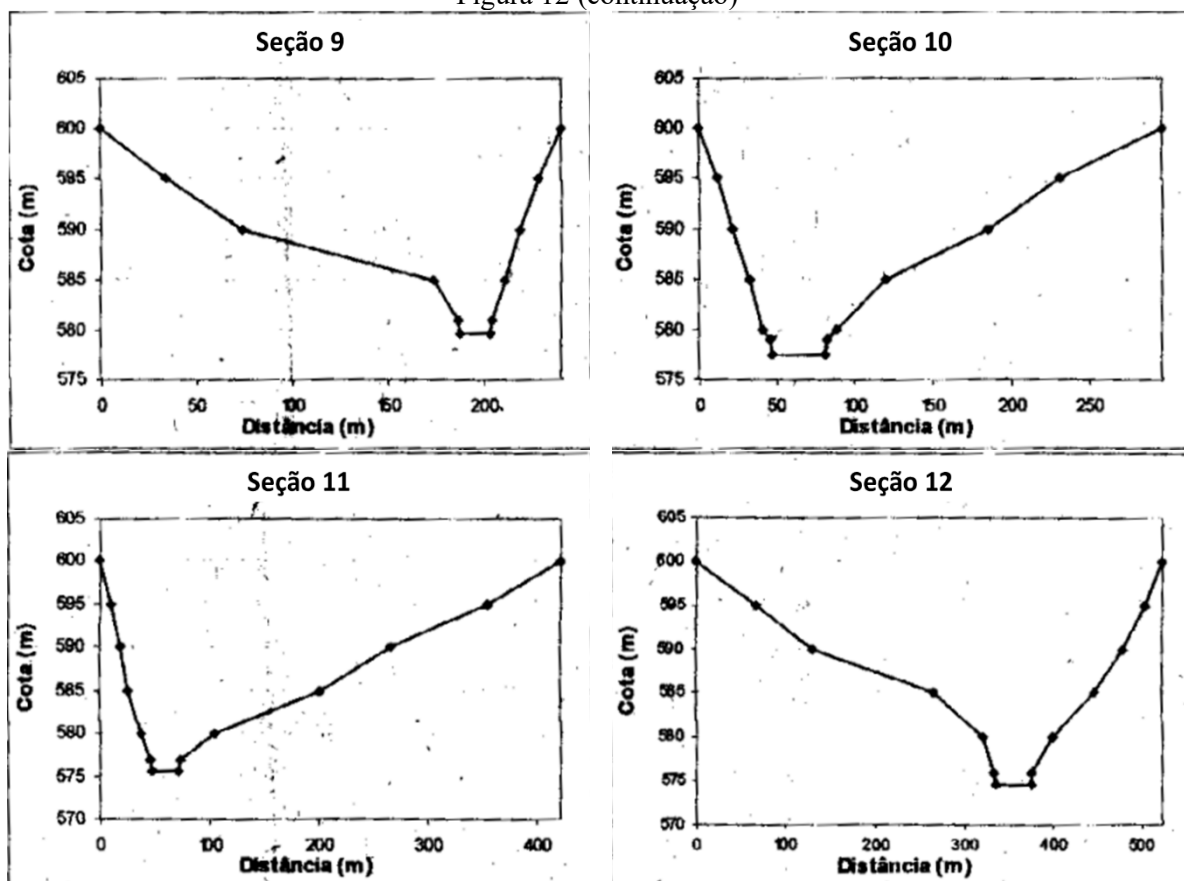 Figura 12 (continuação)
Seção 9
605
600
595
590
585
580
575
Cota (m)
0 50 100 150 200
Distância (m)
Seção 10
605
600
595
590
585
580
575
Cota (m)
0 50 100 150 200 250
Distância (m)
Seção 11
605
600
595
590
585
580
575
570
Cota (m)
0 100 200 300 400
Distância (m)
Seção 12
605
600
595
590
585
580
575
570
Cota (m)
0 100 200 300 400 500
Distância (m)